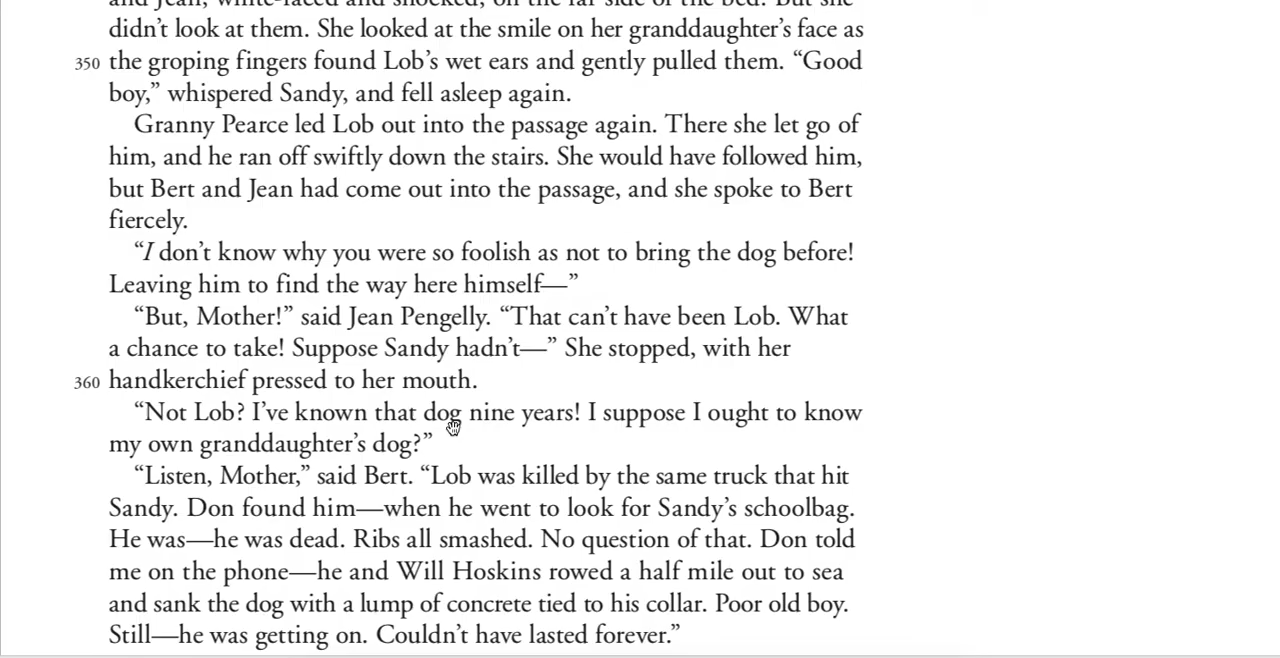 and Jean, white-faced and shocked, on the far side of the bed. But she
didn’t look at them. She looked at the smile on her granddaughter’s face as
350 the groping fingers found Lob’s wet ears and gently pulled them. “Good
boy,” whispered Sandy, and fell asleep again.
Granny Pearce led Lob out into the passage again. There she let go of
him, and he ran off swiftly down the stairs. She would have followed him,
but Bert and Jean had come out into the passage, and she spoke to Bert
fiercely.
“I don’t know why you were so foolish as not to bring the dog before!
Leaving him to find the way here himself—”
“But, Mother!” said Jean Pengelly. “That can’t have been Lob. What
a chance to take! Suppose Sandy hadn’t—” She stopped, with her
360 handkerchief pressed to her mouth.
“Not Lob? I’ve known that dog nine years! I suppose I ought to know
my own granddaughter’s dog?”
“Listen, Mother,” said Bert. “Lob was killed by the same truck that hit
Sandy. Don found him—when he went to look for Sandy’s schoolbag.
He was—he was dead. Ribs all smashed. No question of that. Don told
me on the phone—he and Will Hoskins rowed a half mile out to sea
and sank the dog with a lump of concrete tied to his collar. Poor old boy.
Still—he was getting on. Couldn’t have lasted forever.”